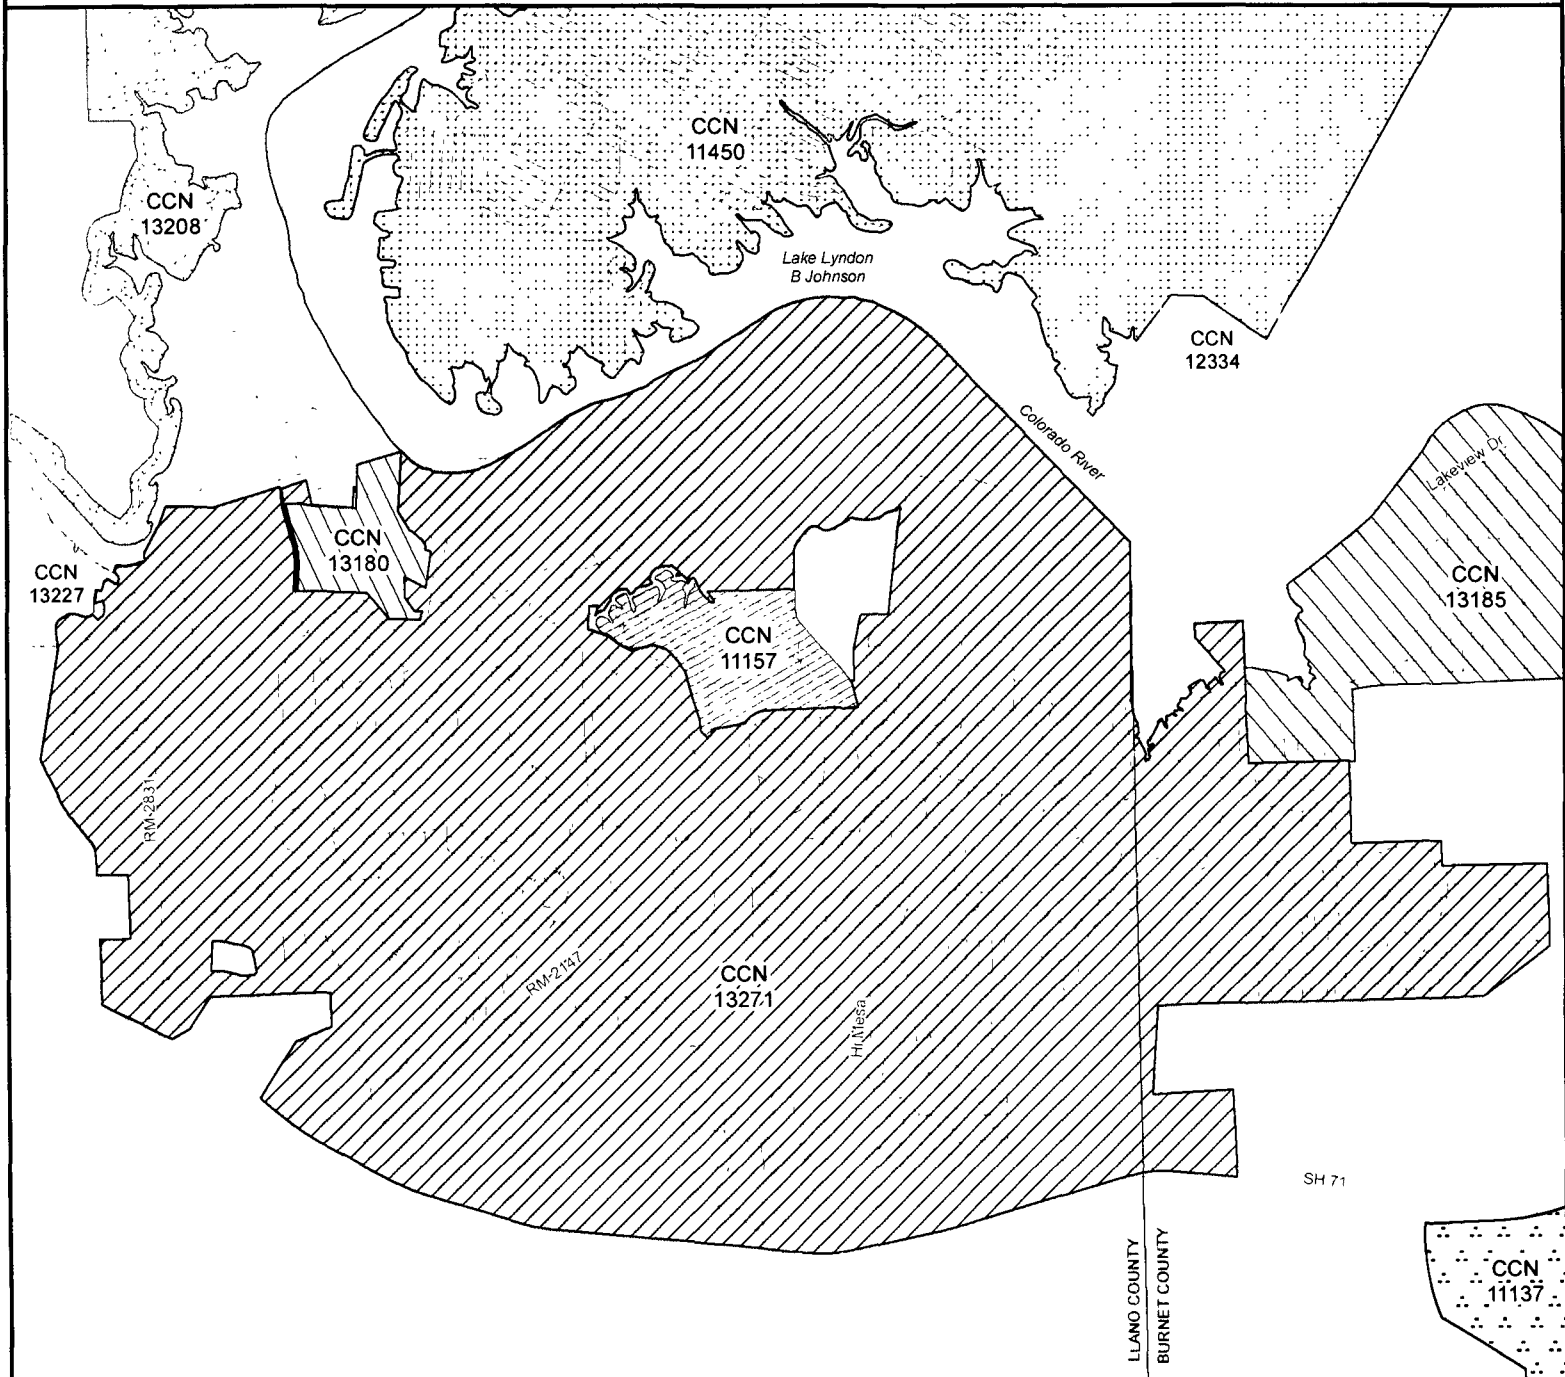 CCN
11450
CCN
13208
Lake Lyndon
B Johnson
CCN
12334
Colorado River
Lakeview Dr
CCN
13180
CCN
13227
CCN
13185
CCN
11157
RM-2831
RM-2147
CCN
13271
Hi Mesa
SH 71
LLANO COUNTY
BURNET COUNTY
CCN
11137